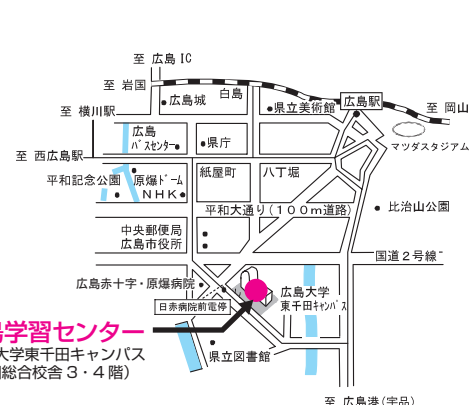 至 広島 IC
至 岩国
白島
広島城
県立美術館
広島駅
至 岡山
至 横川駅
広島
バスセンター
県庁
マツダスタジアム
至 西広島駅
平和記念公園
原爆ドーム
紙屋町
八丁堀
NHK
平和大通り(100m道路)
比治山公園
中央郵便局
広島市役所
国道2号線
広島赤十字・原爆病院
広島大学
東千田キャンパス
日赤病院前電停
島学習センター
大学東千田キャンパス
総合校舎 3・4 階)
県立図書館
至 広島港(宇品)